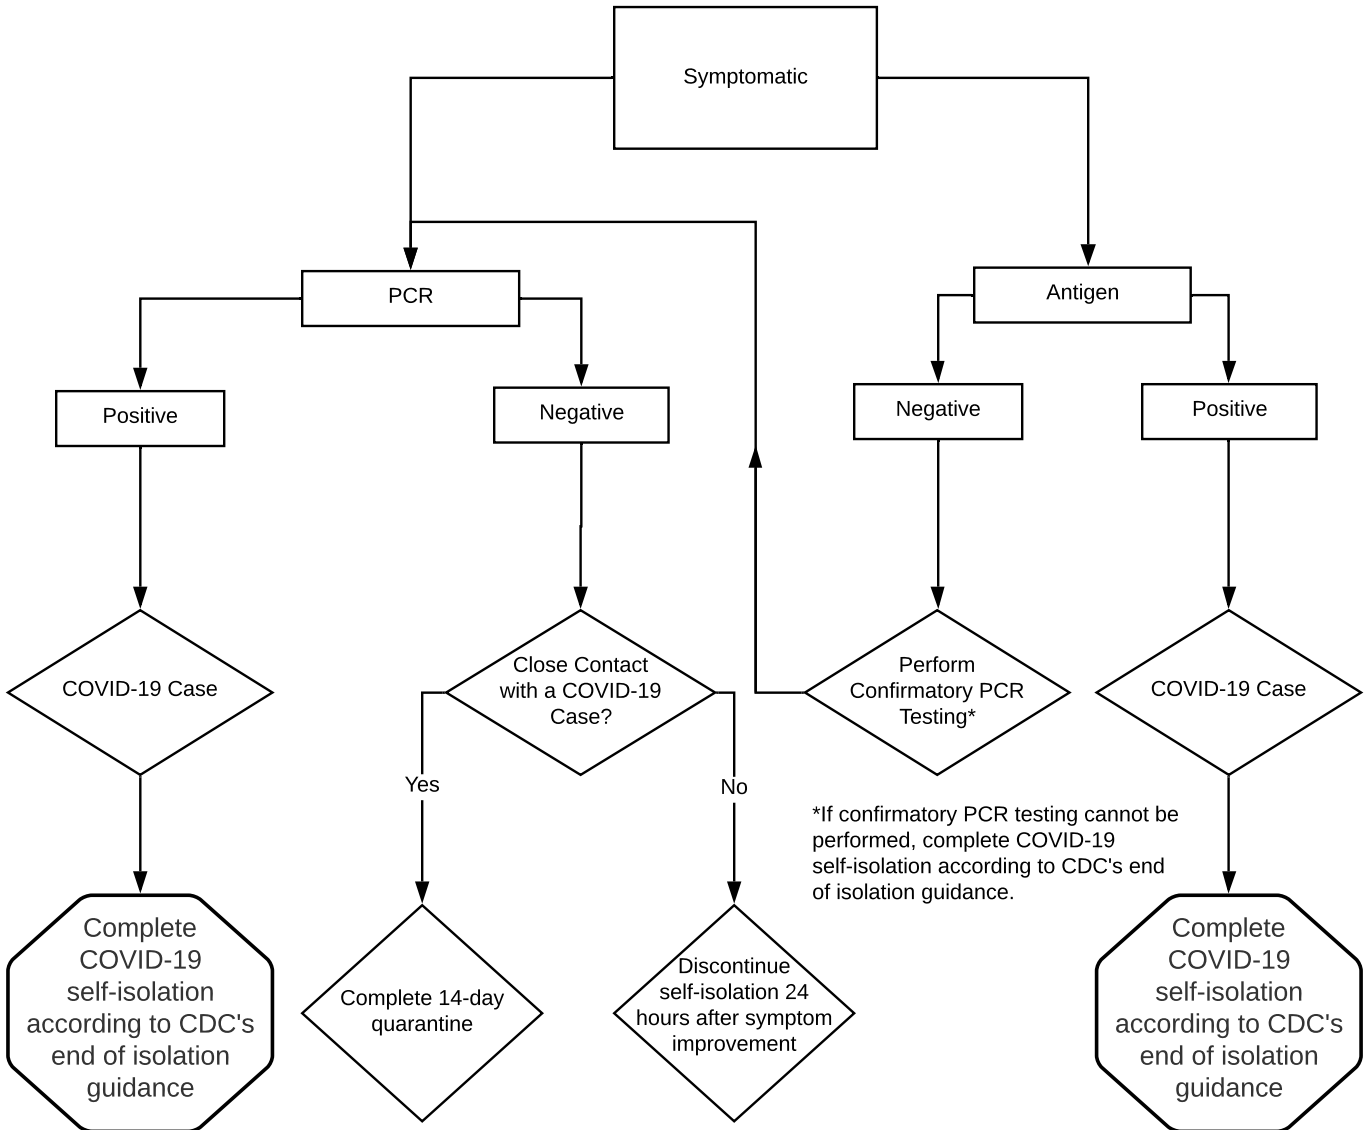 Symptomatic
PCR
Antigen
Positive
Negative
Negative
Positive
COVID-19 Case
Close Contact
with a COVID-19
Case?
Perform
Confirmatory PCR
Testing*
COVID-19 Case
Yes
No
*If confirmatory PCR testing cannot be
performed, complete COVID-19
self-isolation according to CDC's end
of isolation guidance.
Complete
COVID-19
self-isolation
according to CDC's
end of isolation
guidance
Complete 14-day
quarantine
Discontinue
self-isolation 24
hours after symptom
improvement
Complete
COVID-19
self-isolation
according to CDC's
end of isolation
guidance